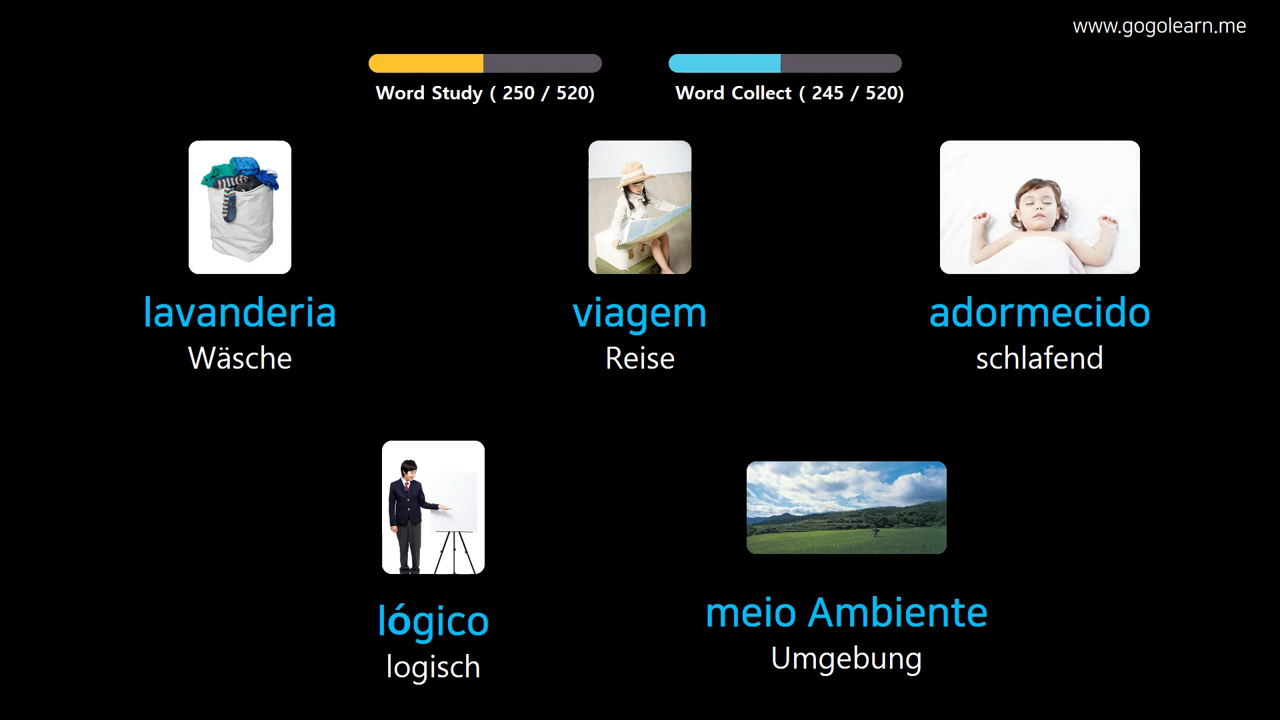 www.gogolearn.me
Word Study ( 250 / 520)
Word Collect ( 245 / 520)
lavanderia
Wäsche
viagem
Reise
adormecido
schlafend
lógico
logisch
meio Ambiente
Umgebung